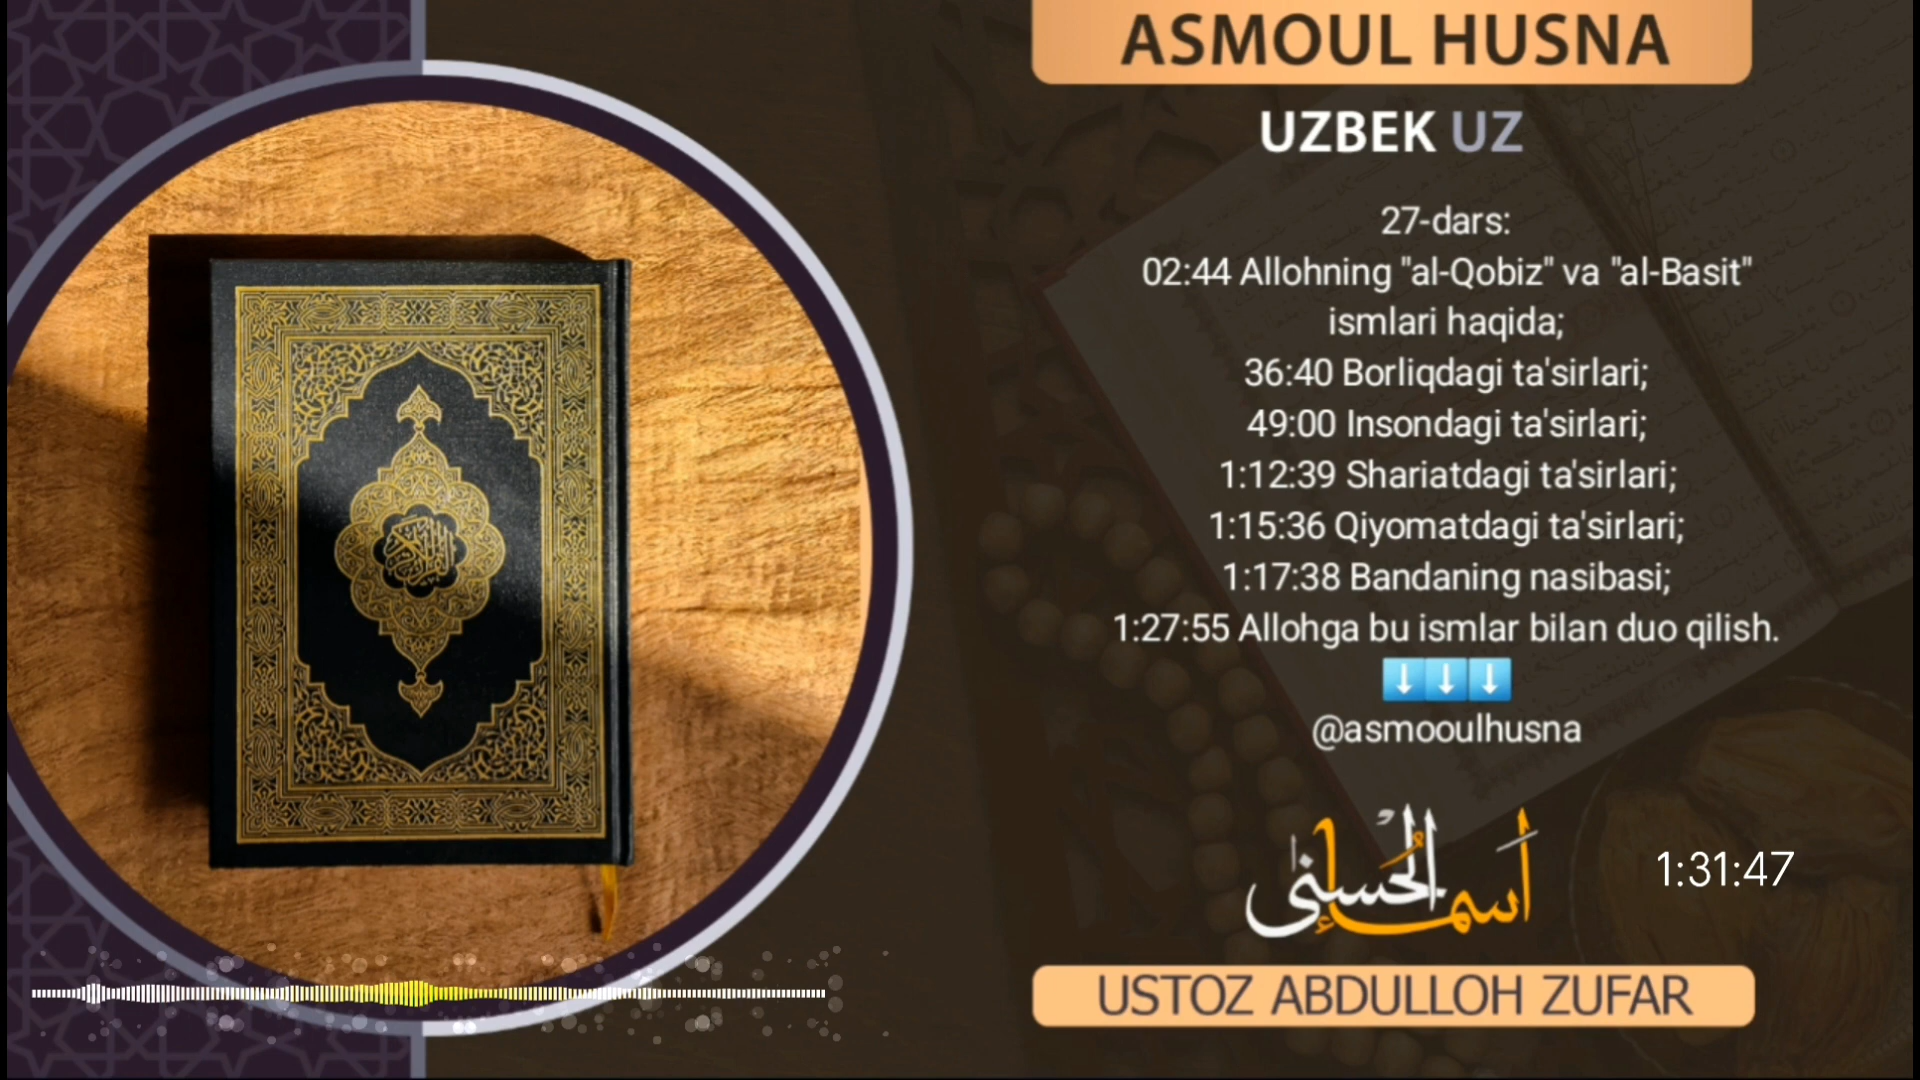 ASMOUL HUSNA
UZBEK UZ
27-dars:
02:44 Allohning "al-Qobiz" va "al-Basit"
ismlari haqida;
36:40 Borliqdagi ta'sirlari;
49:00 Insondagi ta'sirlari;
1:12:39 Shariatdagi ta'sirlari;
1:15:36 Qiyomatdagi ta'sirlari;
1:17:38 Bandaning nasibasi;
1:27:55 Allohga bu ismlar bilan duo qilish.
⬇️⬇️⬇️
@asmooulhusna
أسماء الحسنى
1:31:47
USTOZ ABDULLOH ZUFAR
القرآن الكريم